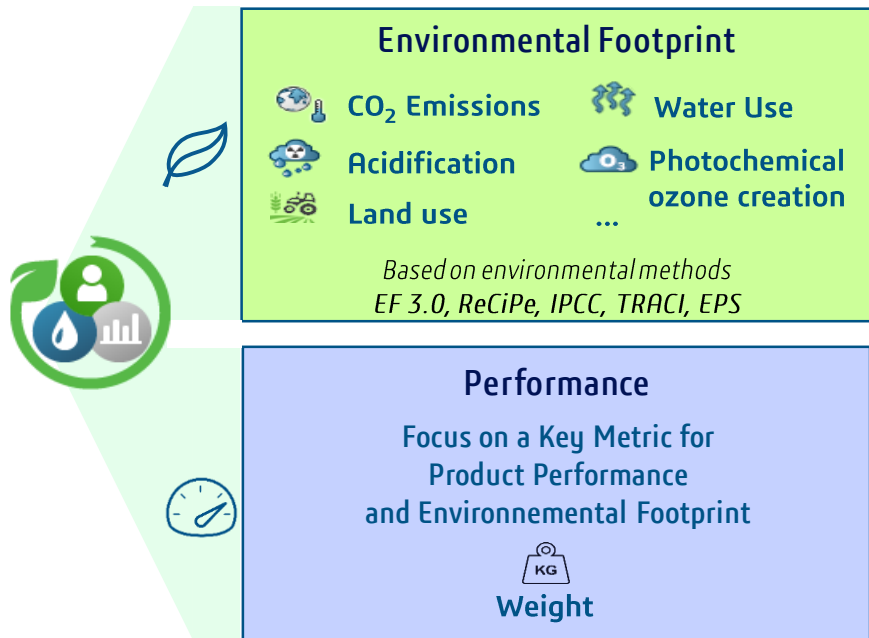 Environmental Footprint
CO₂ Emissions
Water Use
Acidification
O₃
Photochemical
ozone creation
Land use
...
Based on environmental methods
EF 3.0, ReCiPe, IPCC, TRACI, EPS
Performance
Focus on a Key Metric for
Product Performance
and Environnemental Footprint
KG
Weight